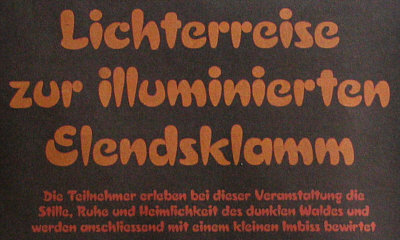 Lichterreise
zur illuminierten
Elendsklamm
Die Teilnehmer erleben bei dieser Veranstaltung die
Stille, Ruhe und Heimlichkeit des dunklen Waldes und
werden anschliessend mit einem kleinen Imbiss bewirtet